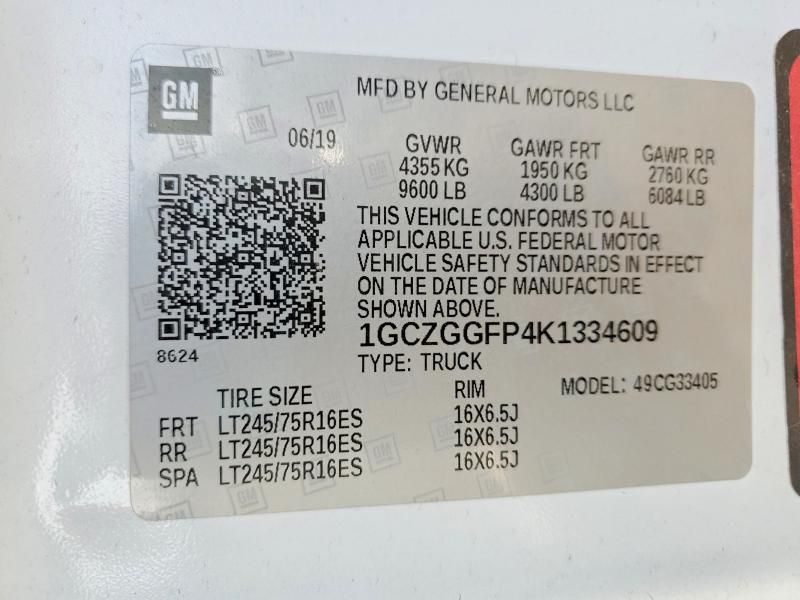 GM
MFD BY GENERAL MOTORS LLC
06/19
GVWR GAWR FRT GAWR RR
4355 KG 1950 KG 2760 KG
9600 LB 4300 LB 6084 LB
THIS VEHICLE CONFORMS TO ALL
APPLICABLE U.S. FEDERAL MOTOR
VEHICLE SAFETY STANDARDS IN EFFECT
ON THE DATE OF MANUFACTURE
SHOWN ABOVE.
8624
1GCZGGFP4K1334609
TYPE: TRUCK
MODEL: 49CG33405
TIRE SIZE RIM
FRT LT245/75R16ES 16X6.5J
RR LT245/75R16ES 16X6.5J
SPA LT245/75R16ES 16X6.5J